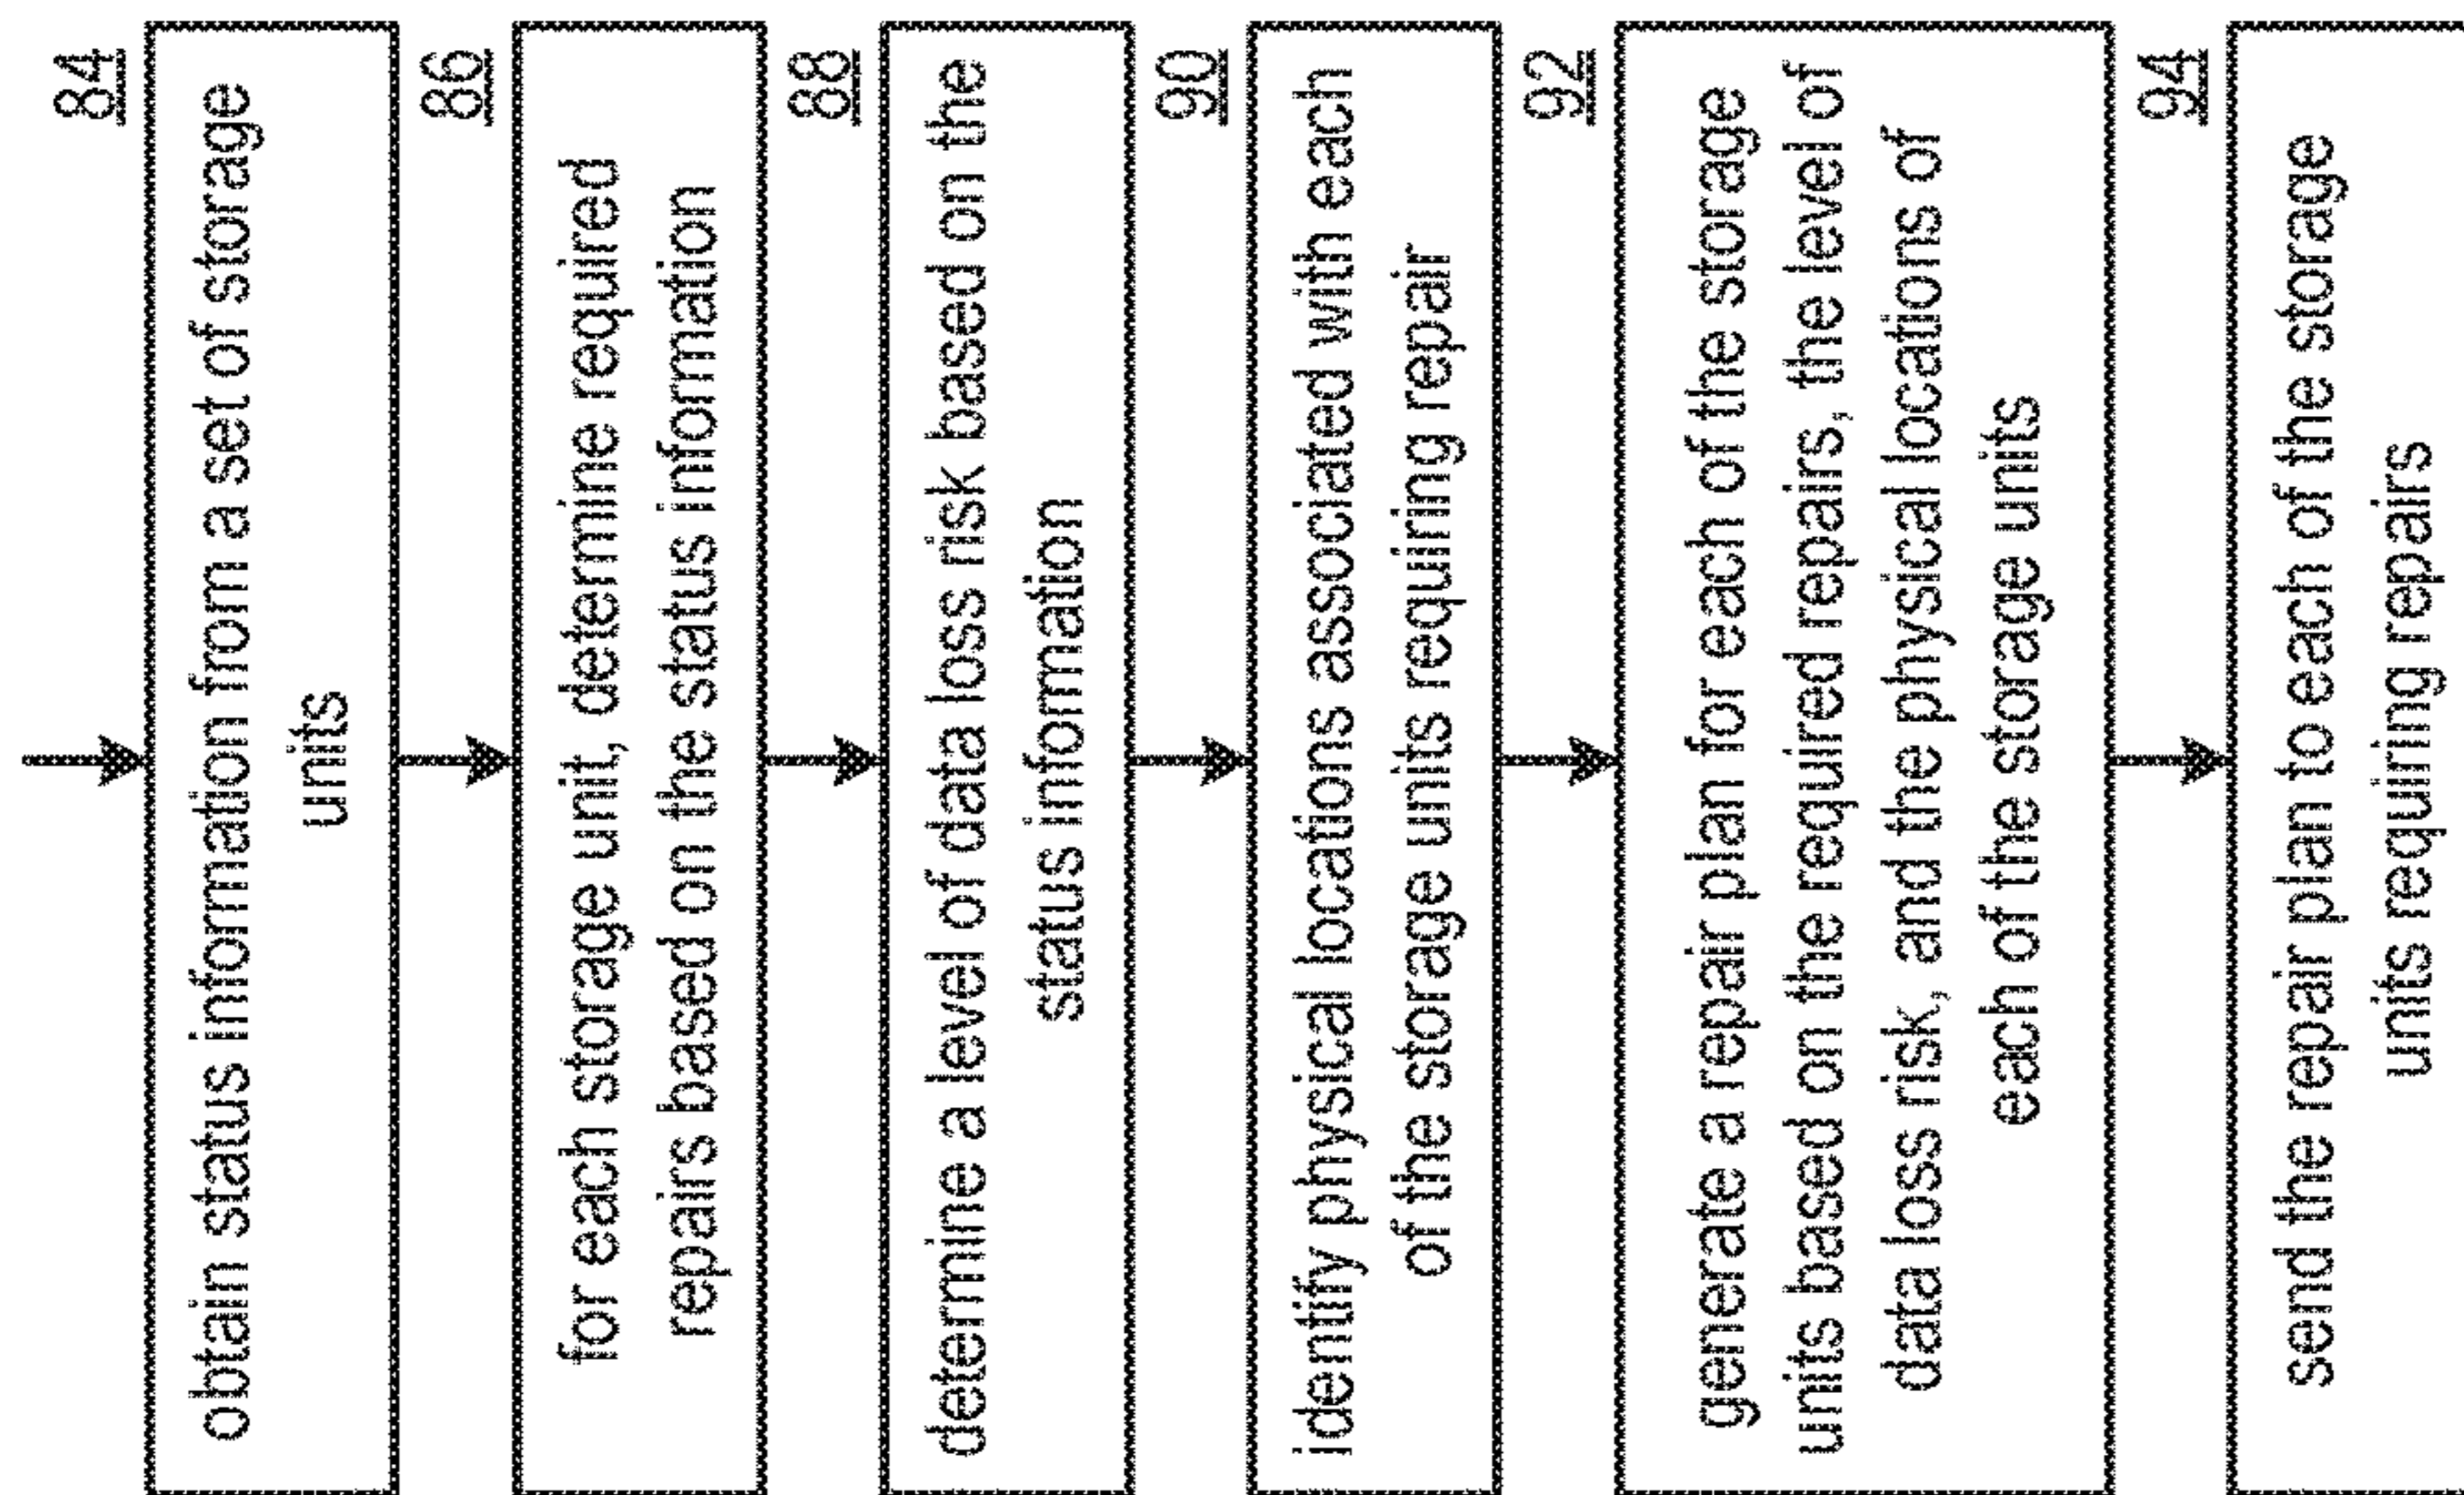 84
obtain status information from a set of storage
units
86
for each storage unit, determine required
repairs based on the status information
88
determine a level of data loss risk based on the
status information
90
identify physical locations associated with each
of the storage units requiring repair
92
generate a repair plan for each of the storage
units based on the required repairs, the level of
data loss risk, and the physical locations of
each of the storage units
94
send the repair plan to each of the storage
units requiring repairs